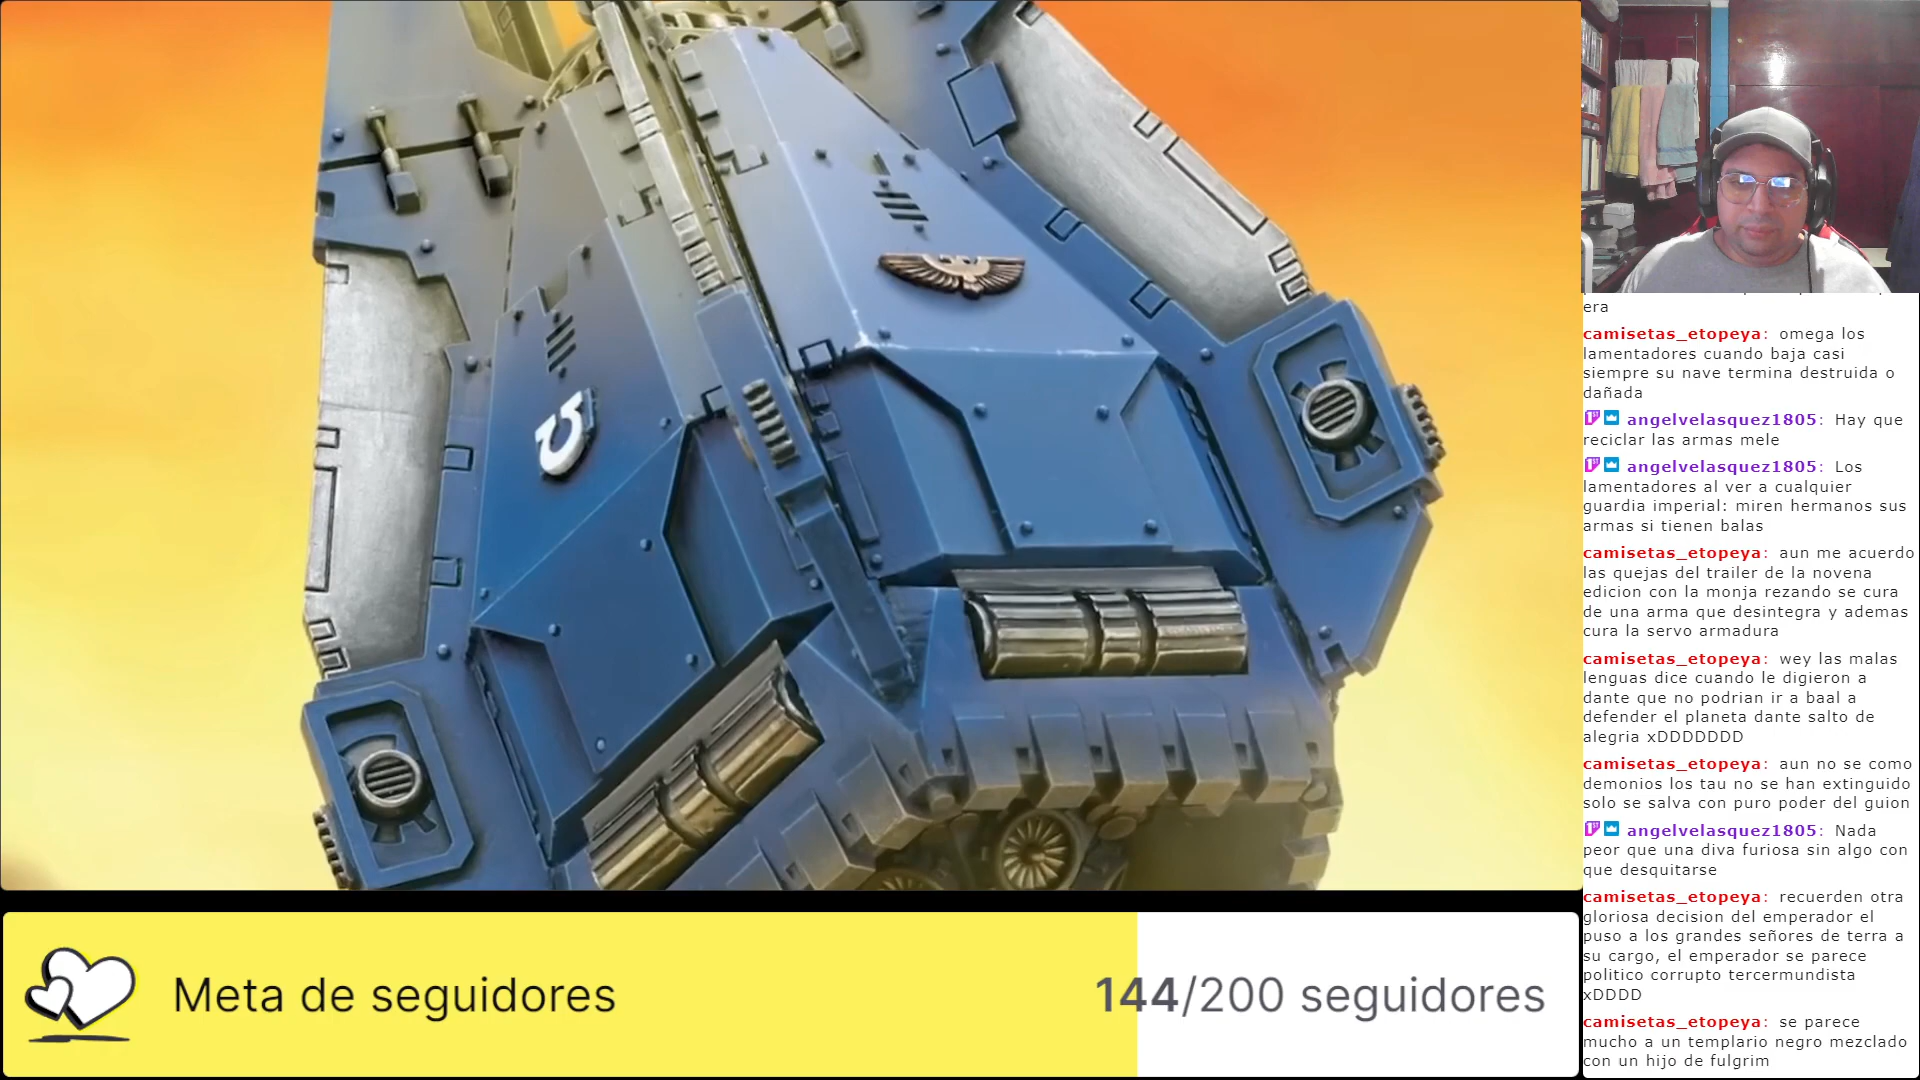 era
camisetas_etopeya: omega los
lamentadores cuando baja casi
siempre su nave termina destruida o
dañada
angelvelasquez1805: Hay que
reciclar las armas mele
angelvelasquez1805: Los
lamentadores al ver a cualquier
guardia imperial: miren hermanos sus
armas si tienen balas
camisetas_etopeya: aun me acuerdo
las quejas del trailer de la novena
edicion con la monja rezando se cura
de una arma que desintegra y ademas
cura la servo armadura
camisetas_etopeya: wey las malas
lenguas dice cuando le digieron a
dante que no podrian ir a baal a
defender el planeta dante salto de
alegria xDDDDDDD
camisetas_etopeya: aun no se como
demonios los tau no se han extinguido
solo se salva con puro poder del guion
angelvelasquez1805: Nada
peor que una diva furiosa sin algo con
que desquitarse
camisetas_etopeya: recuerden otra
gloriosa decision del emperador el
puso a los grandes señores de terra a
su cargo, el emperador se parece
politico corrupto tercermundista
xDDDD
camisetas_etopeya: se parece
mucho a un templario negro mezclado
con un hijo de fulgrim
Meta de seguidores
144/200 seguidores